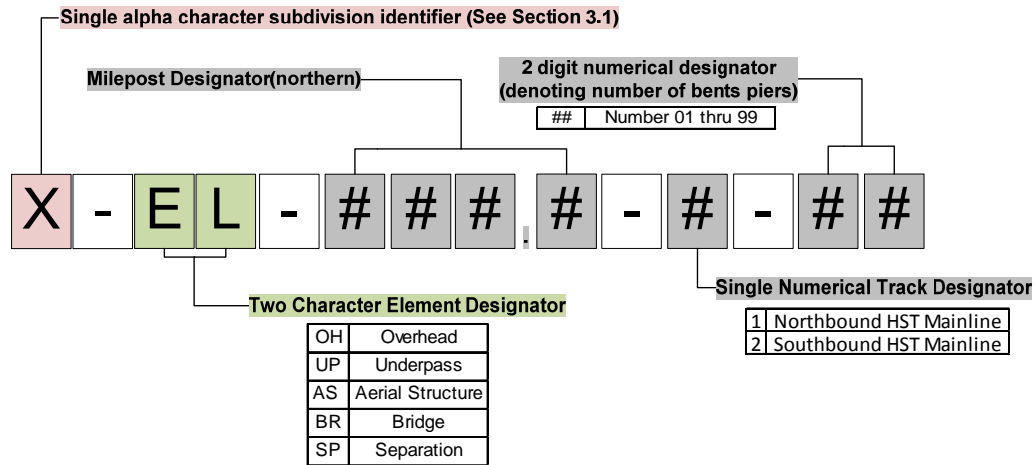 Single alpha character subdivision identifier (See Section 3.1)
Milepost Designator(northern)
2 digit numerical designator
(denoting number of bents piers)
## Number 01 thru 99
X - E L - # # # . # - # - # #
Two Character Element Designator
OH Overhead
UP Underpass
AS Aerial Structure
BR Bridge
SP Separation
Single Numerical Track Designator
1 Northbound HST Mainline
2 Southbound HST Mainline